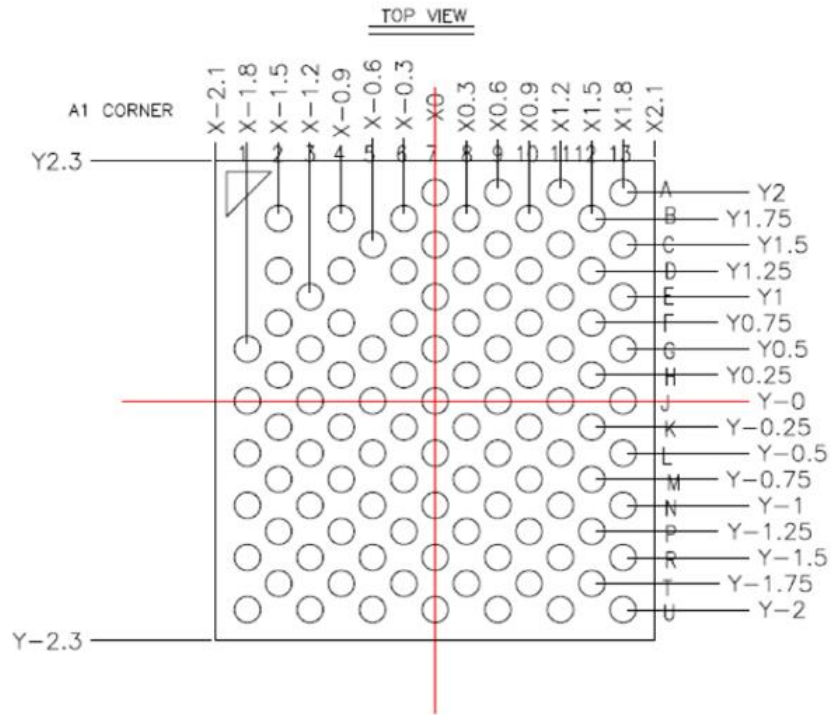 TOP VIEW
A1 CORNER
X-2.1 X-1.8 X-1.5 X-1.2 X-0.9 X-0.6 X-0.3 X0 X0.3 X0.6 X0.9 X1.2 X1.5 X1.8 X2.1
1 2 3 4 5 6 7 8 9 10 11 12 13
Y2.3
A Y2
B Y1.75
C Y1.5
D Y1.25
E Y1
F Y0.75
G Y0.5
H Y0.25
J Y-0
K Y-0.25
L Y-0.5
M Y-0.75
N Y-1
P Y-1.25
R Y-1.5
T Y-1.75
U Y-2
Y-2.3